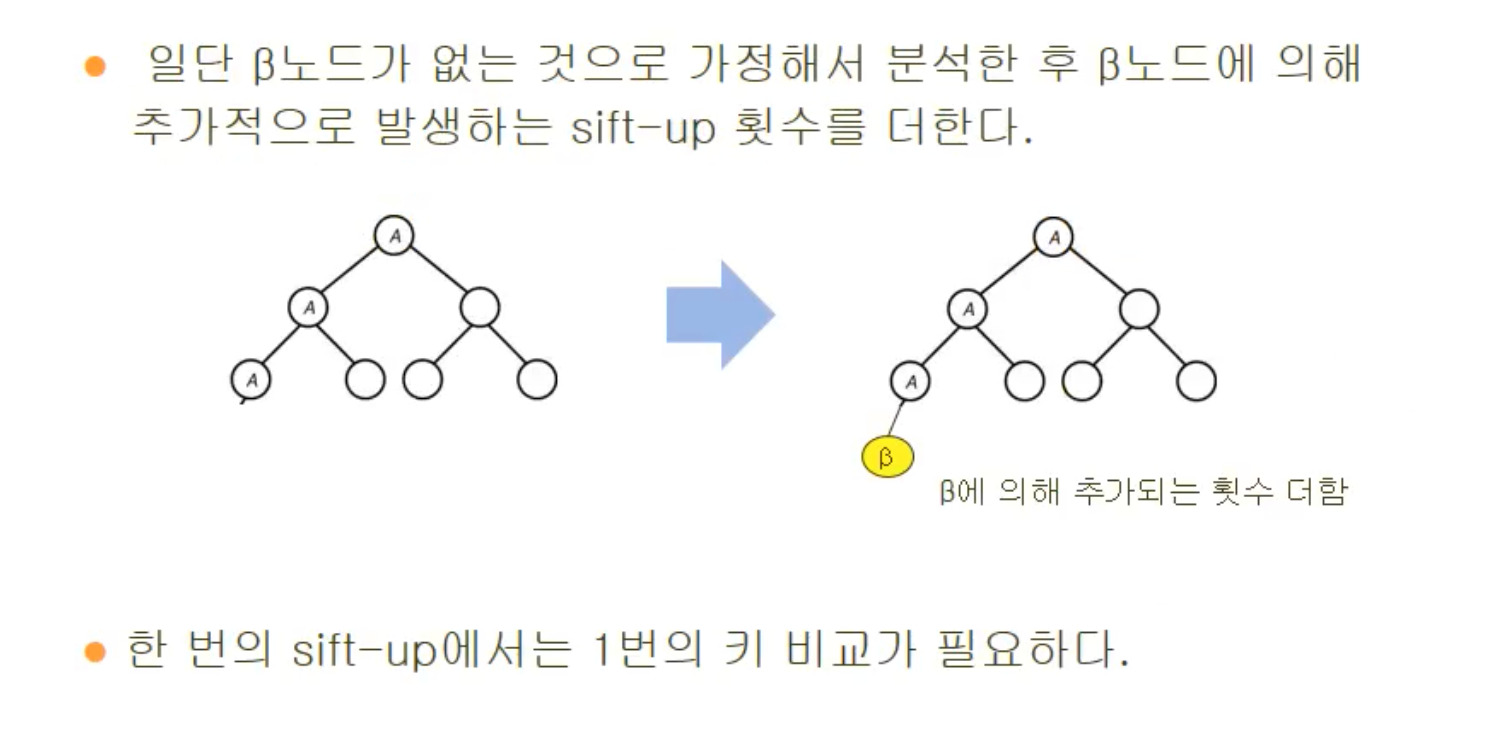 일단 β노드가 없는 것으로 가정해서 분석한 후 β노드에 의해
추가적으로 발생하는 sift-up 횟수를 더한다.
A
A
A
A
A
A
β
β에 의해 추가되는 횟수 더함
한 번의 sift-up에서는 1번의 키 비교가 필요하다.